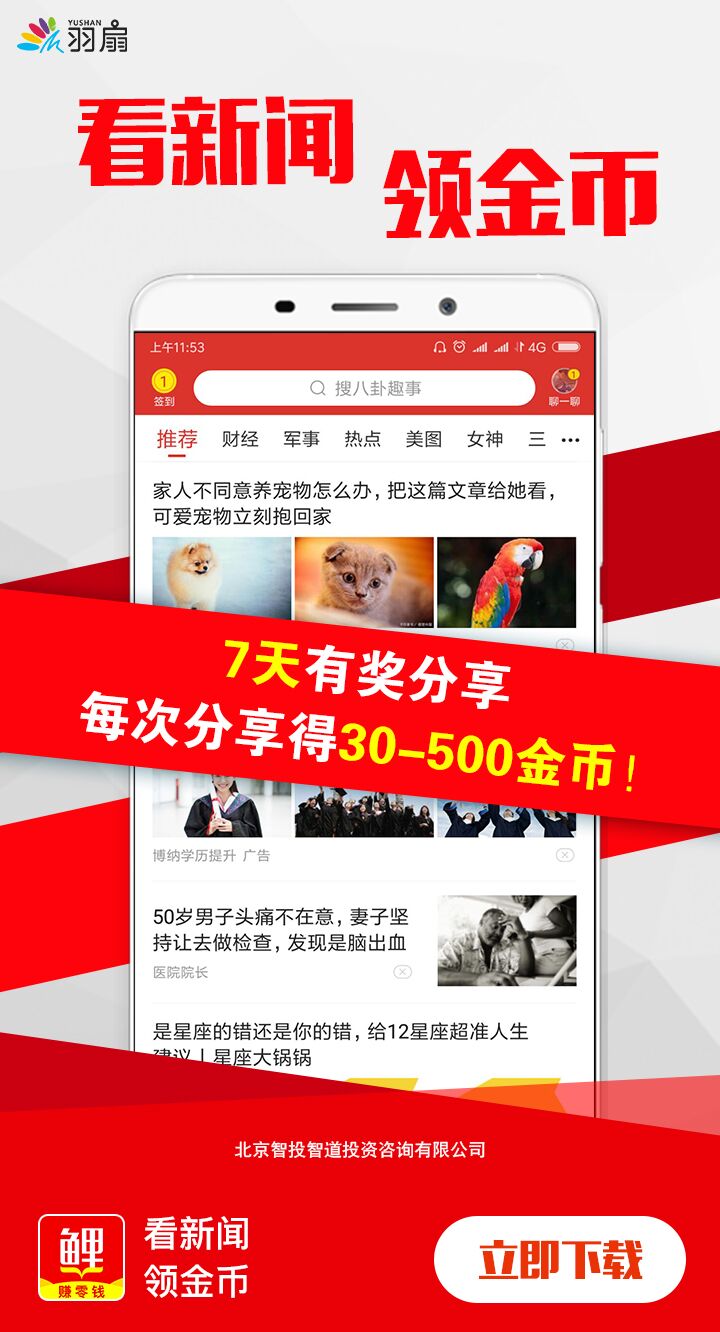 YUSHAN
羽扇
看新闻
领金币
上午11:53
4G
1
签到
搜八卦趣事
1
聊一聊
推荐 财经 军事 热点 美图 女神 三 •••
家人不同意养宠物怎么办，把这篇文章给她看，
可爱宠物立刻抱回家
7天有奖分享
每次分享得30-500金币！
博纳学历提升 广告
50岁男子头痛不在意，妻子坚
持让去做检查，发现是脑出血
医院院长
是星座的错还是你的错，给12星座超准人生
建议丨星座大锅锅
北京智投智道投资咨询有限公司
鲤
赚零钱
看新闻
领金币
立即下载